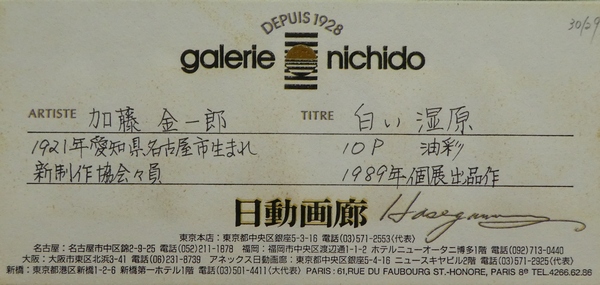 30/29
DEPUIS 1928
galerie nichido
ARTISTE 加藤 金一郎 TITRE 白い湿原
1921年愛知県名古屋市生まれ 10P 油彩
新制作協会々員 1989年個展出品作
日動画廊 Hasegawa
東京本店：東京都中央区銀座5-3-16 電話(03)571-2553〈代表〉
名古屋：名古屋市中区錦2-9-25 電話(052)211-1878 福岡：福岡市中央区渡辺通1-1-2 ホテルニューオータニ博多1階 電話(092)713-0440
大阪：大阪市東区北浜3-41 電話(06)231-8739 アネックス日動画廊：東京都中央区銀座5-4-16 ニュースキヤビル2階 電話(03)571-2925〈代表〉
新橋：東京都港区新橋1-2-6 新橋第一ホテル1階 電話(03)501-4411〈大代表〉 PARIS：61,RUE DU FAUBOURG ST.-HONORE, PARIS 8e TEL.4266.62.86